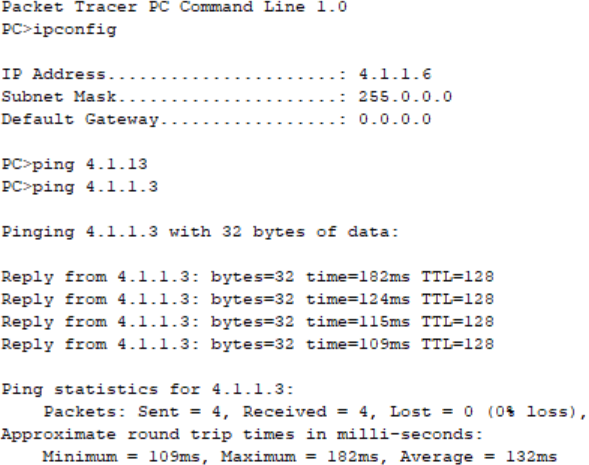 Packet Tracer PC Command Line 1.0
PC>ipconfig
IP Address......................: 4.1.1.6
Subnet Mask.....................: 255.0.0.0
Default Gateway.................: 0.0.0.0
PC>ping 4.1.13
PC>ping 4.1.1.3
Pinging 4.1.1.3 with 32 bytes of data:
Reply from 4.1.1.3: bytes=32 time=182ms TTL=128
Reply from 4.1.1.3: bytes=32 time=124ms TTL=128
Reply from 4.1.1.3: bytes=32 time=115ms TTL=128
Reply from 4.1.1.3: bytes=32 time=109ms TTL=128
Ping statistics for 4.1.1.3:
    Packets: Sent = 4, Received = 4, Lost = 0 (0% loss),
Approximate round trip times in milli-seconds:
    Minimum = 109ms, Maximum = 182ms, Average = 132ms